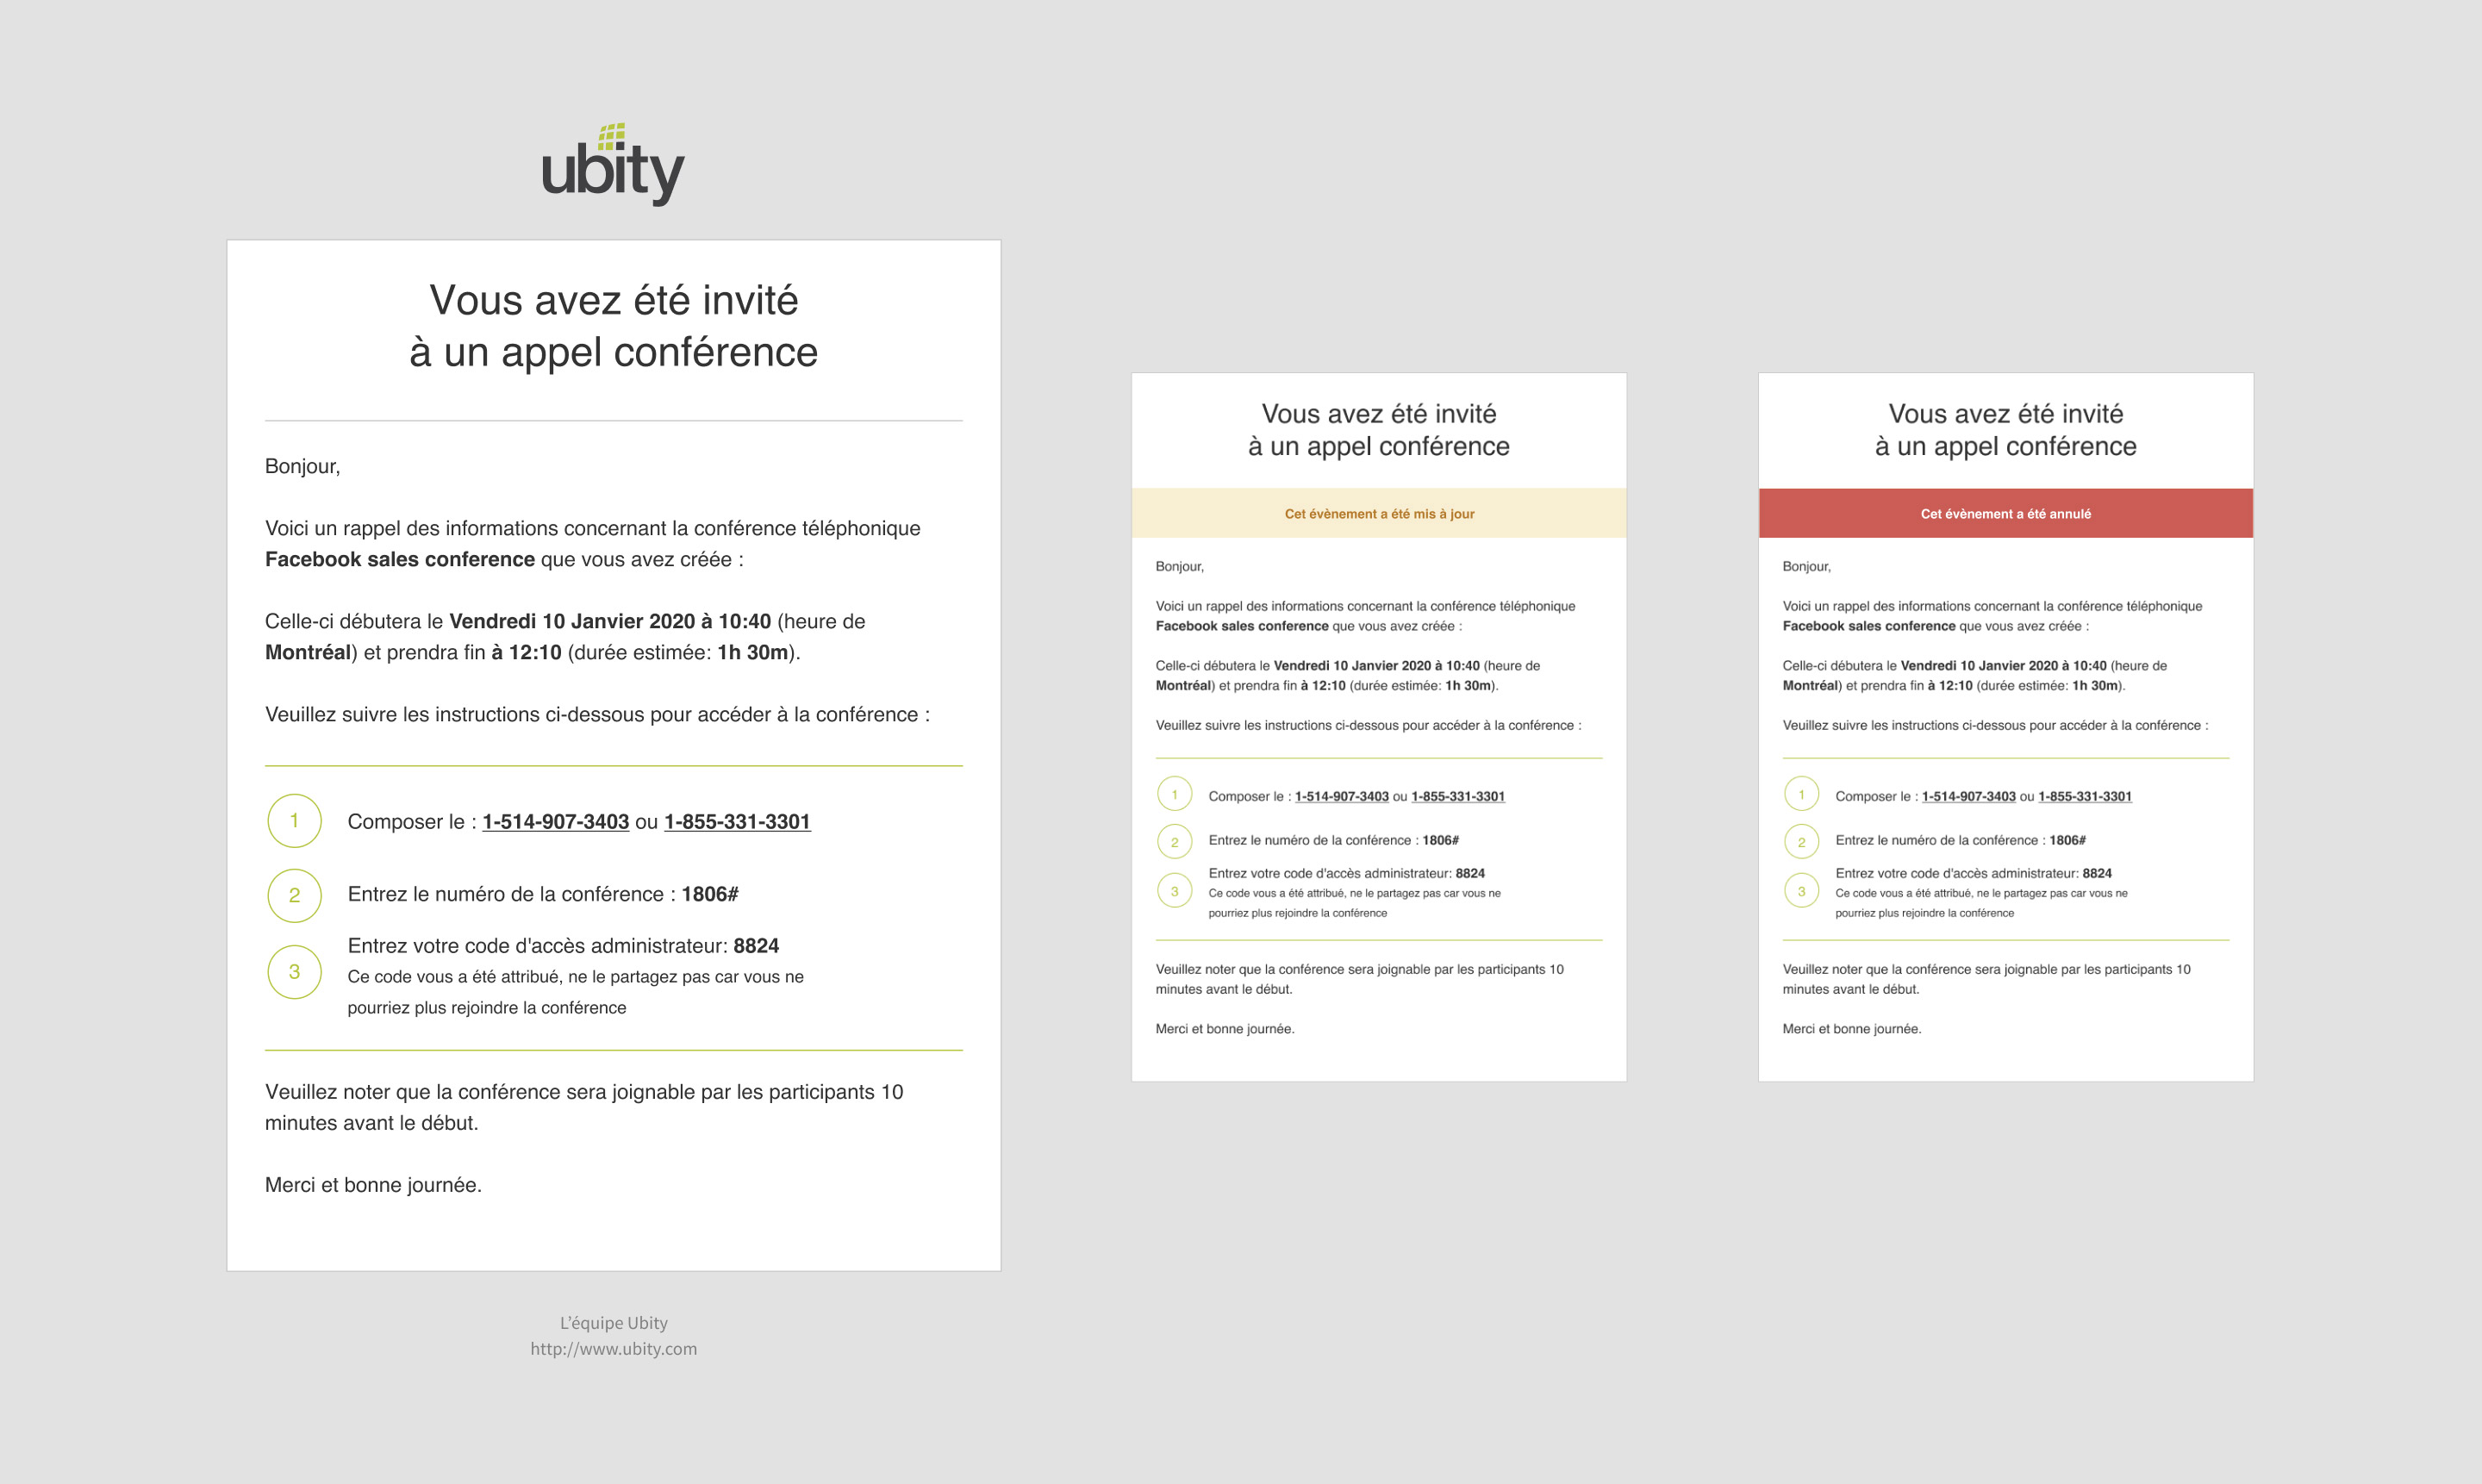 ubity
Vous avez été invité
à un appel conférence
Bonjour,
Voici un rappel des informations concernant la conférence téléphonique
Facebook sales conference que vous avez créée :
Celle-ci débutera le Vendredi 10 Janvier 2020 à 10:40 (heure de
Montréal) et prendra fin à 12:10 (durée estimée: 1h 30m).
Veuillez suivre les instructions ci-dessous pour accéder à la conférence :
1 Composer le : 1-514-907-3403 ou 1-855-331-3301
2 Entrez le numéro de la conférence : 1806#
Entrez votre code d'accès administrateur: 8824
3 Ce code vous a été attribué, ne le partagez pas car vous ne
pourriez plus rejoindre la conférence
Veuillez noter que la conférence sera joignable par les participants 10
minutes avant le début.
Merci et bonne journée.
L'équipe Ubity
http://www.ubity.com
Vous avez été invité
à un appel conférence
Cet évènement a été mis à jour
Bonjour,
Voici un rappel des informations concernant la conférence téléphonique
Facebook sales conference que vous avez créée :
Celle-ci débutera le Vendredi 10 Janvier 2020 à 10:40 (heure de
Montréal) et prendra fin à 12:10 (durée estimée: 1h 30m).
Veuillez suivre les instructions ci-dessous pour accéder à la conférence :
1 Composer le : 1-514-907-3403 ou 1-855-331-3301
2 Entrez le numéro de la conférence : 1806#
Entrez votre code d'accès administrateur: 8824
3 Ce code vous a été attribué, ne le partagez pas car vous ne
pourriez plus rejoindre la conférence
Veuillez noter que la conférence sera joignable par les participants 10
minutes avant le début.
Merci et bonne journée.
Vous avez été invité
à un appel conférence
Cet évènement a été annulé
Bonjour,
Voici un rappel des informations concernant la conférence téléphonique
Facebook sales conference que vous avez créée :
Celle-ci débutera le Vendredi 10 Janvier 2020 à 10:40 (heure de
Montréal) et prendra fin à 12:10 (durée estimée: 1h 30m).
Veuillez suivre les instructions ci-dessous pour accéder à la conférence :
1 Composer le : 1-514-907-3403 ou 1-855-331-3301
2 Entrez le numéro de la conférence : 1806#
Entrez votre code d'accès administrateur: 8824
3 Ce code vous a été attribué, ne le partagez pas car vous ne
pourriez plus rejoindre la conférence
Veuillez noter que la conférence sera joignable par les participants 10
minutes avant le début.
Merci et bonne journée.